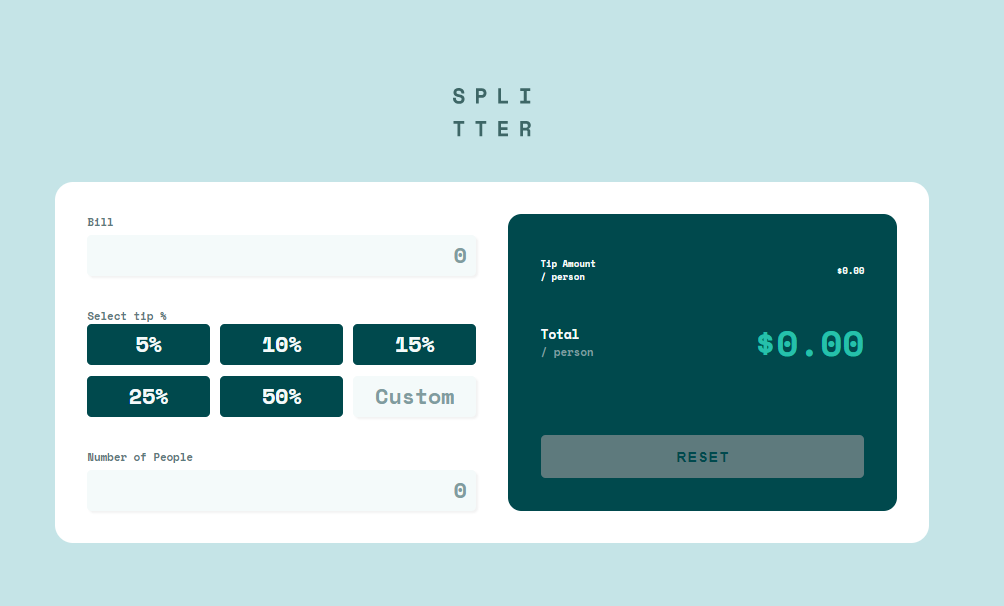 SPLI
TTER
Bill
0
Select tip %
5% 10% 15%
25% 50% Custom
Number of People
0
Tip Amount
/ person
$0.00
Total
/ person
$0.00
RESET